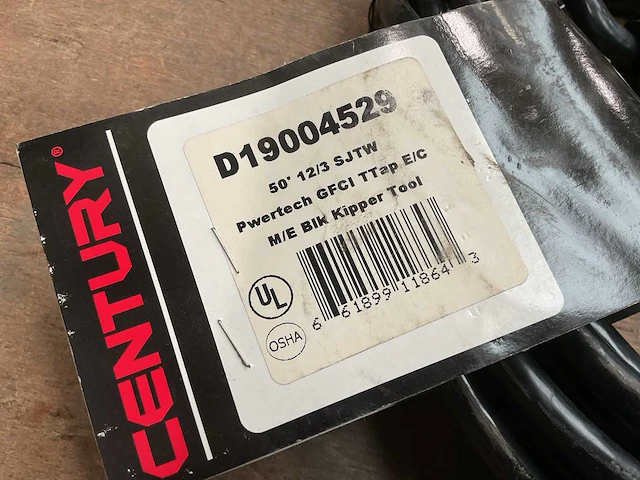 CENTURY®
D19004529
50' 12/3 SJTW
Pwertech GFCI TTap E/C
M/E Blk Kipper Tool
UL
OSHA
6 61899 11864 3